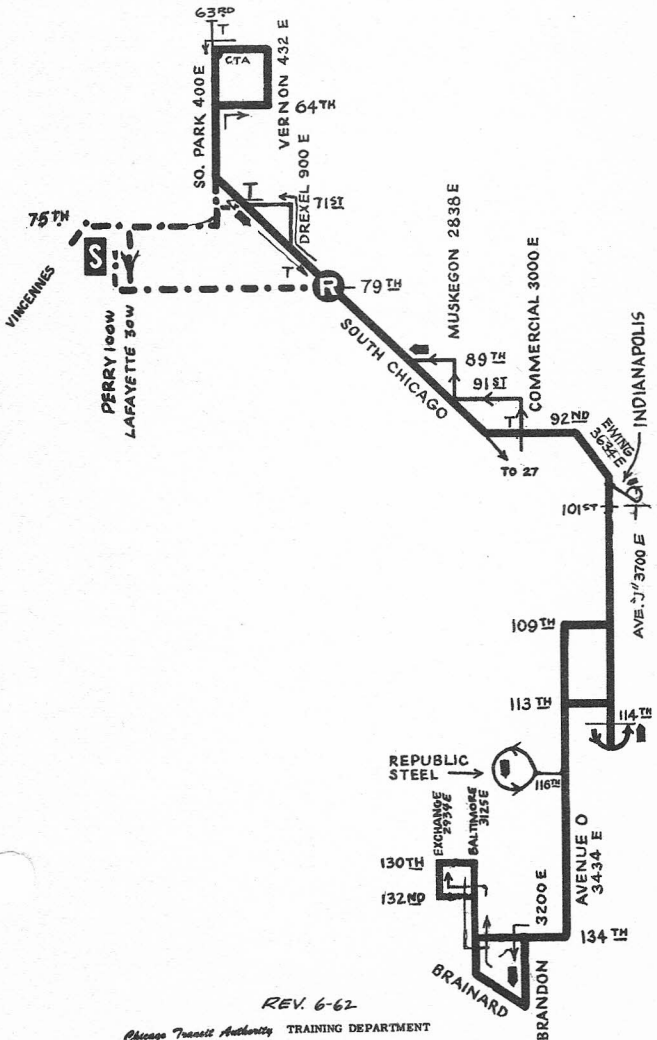 63RD
T
CTA
SO. PARK 400E
VERNON 432 E
64TH
DREXEL 900 E
T
71ST
75TH
S
VINCENNES
PERRY 100W
LAFAYETTE 30W
T
R
79TH
SOUTH CHICAGO
MUSKEGON 2838 E
COMMERCIAL 3000 E
89TH
91ST
T
92ND
TO 27
EWING
3634 E
INDIANAPOLIS
101ST
AVE. "J" 3700 E
109TH
113TH
114TH
REPUBLIC
STEEL
116TH
EXCHANGE
2939E
BALTIMORE
3125E
130TH
132ND
AVENUE O
3434 E
3200E
134TH
BRAINARD
BRANDON
REV. 6-62
Chicago Transit Authority TRAINING DEPARTMENT